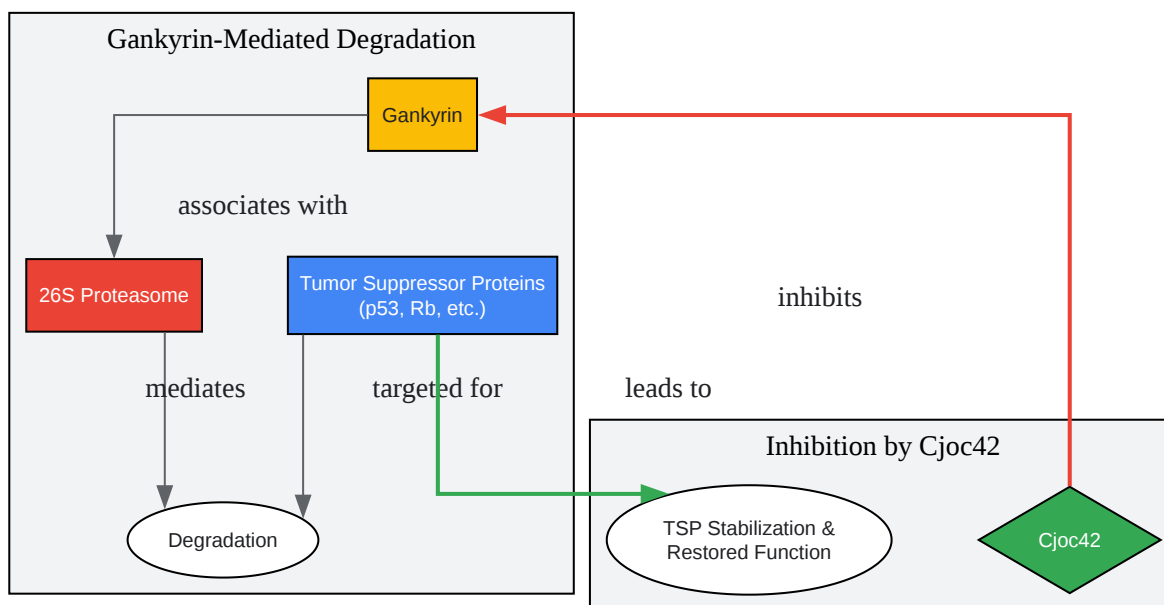 Gankyrin-Mediated Degradation
Gankyrin
associates with
26S Proteasome
Tumor Suppressor Proteins
(p53, Rb, etc.)
inhibits
mediates
targeted for
leads to
Inhibition by Cjoc42
Degradation
TSP Stabilization &
Restored Function
Cjoc42